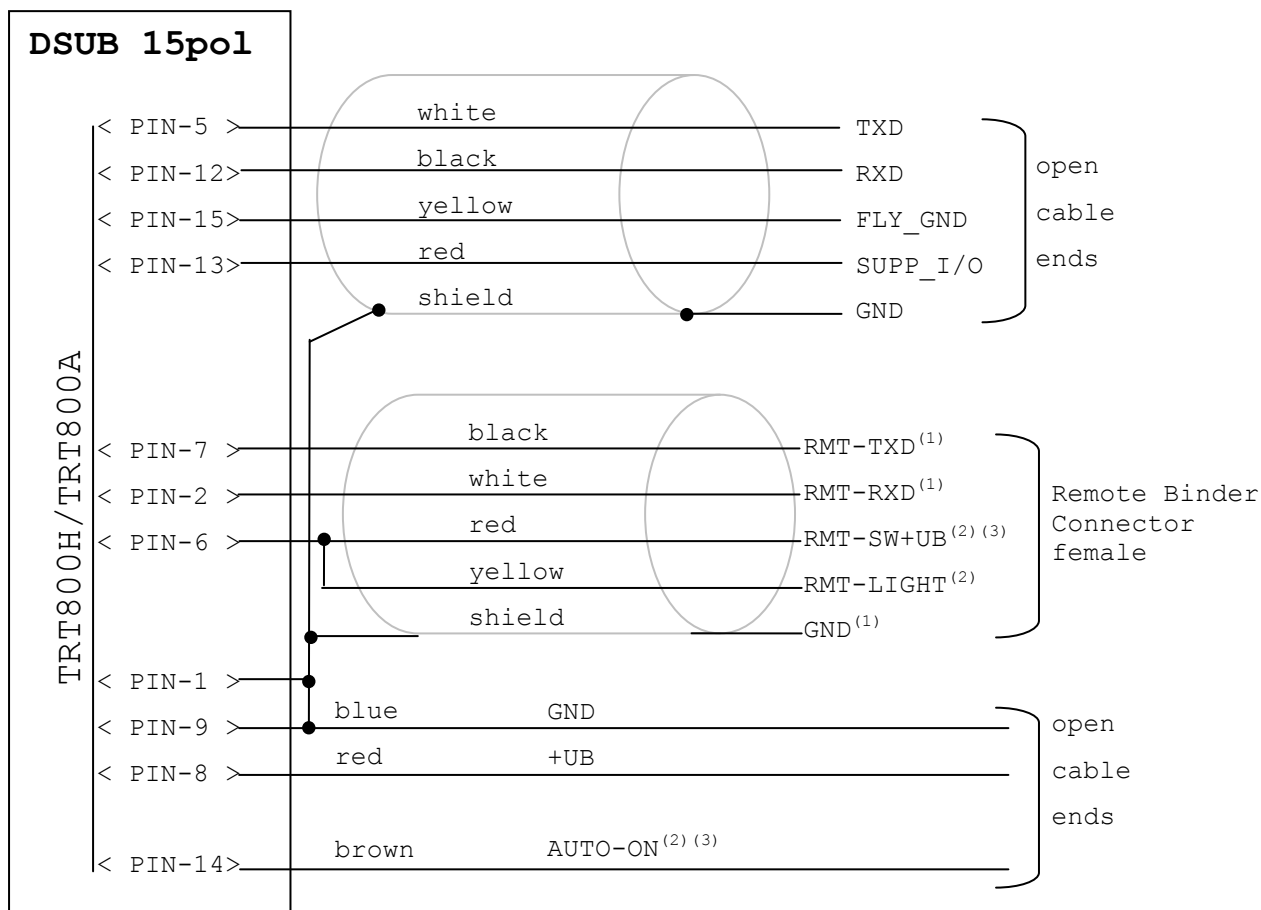 DSUB 15pol
TRT800H/TRT800A
< PIN-5 > white TXD
< PIN-12> black RXD
< PIN-15> yellow FLY_GND
< PIN-13> red SUPP_I/O
shield GND
open
cable
ends
< PIN-7 > black RMT-TXD(1)
< PIN-2 > white RMT-RXD(1)
< PIN-6 > red RMT-SW+UB(2)(3)
yellow RMT-LIGHT(2)
shield GND(1)
Remote Binder
Connector
female
< PIN-1 >
< PIN-9 > blue GND
< PIN-8 > red +UB
< PIN-14> brown AUTO-ON(2)(3)
open
cable
ends